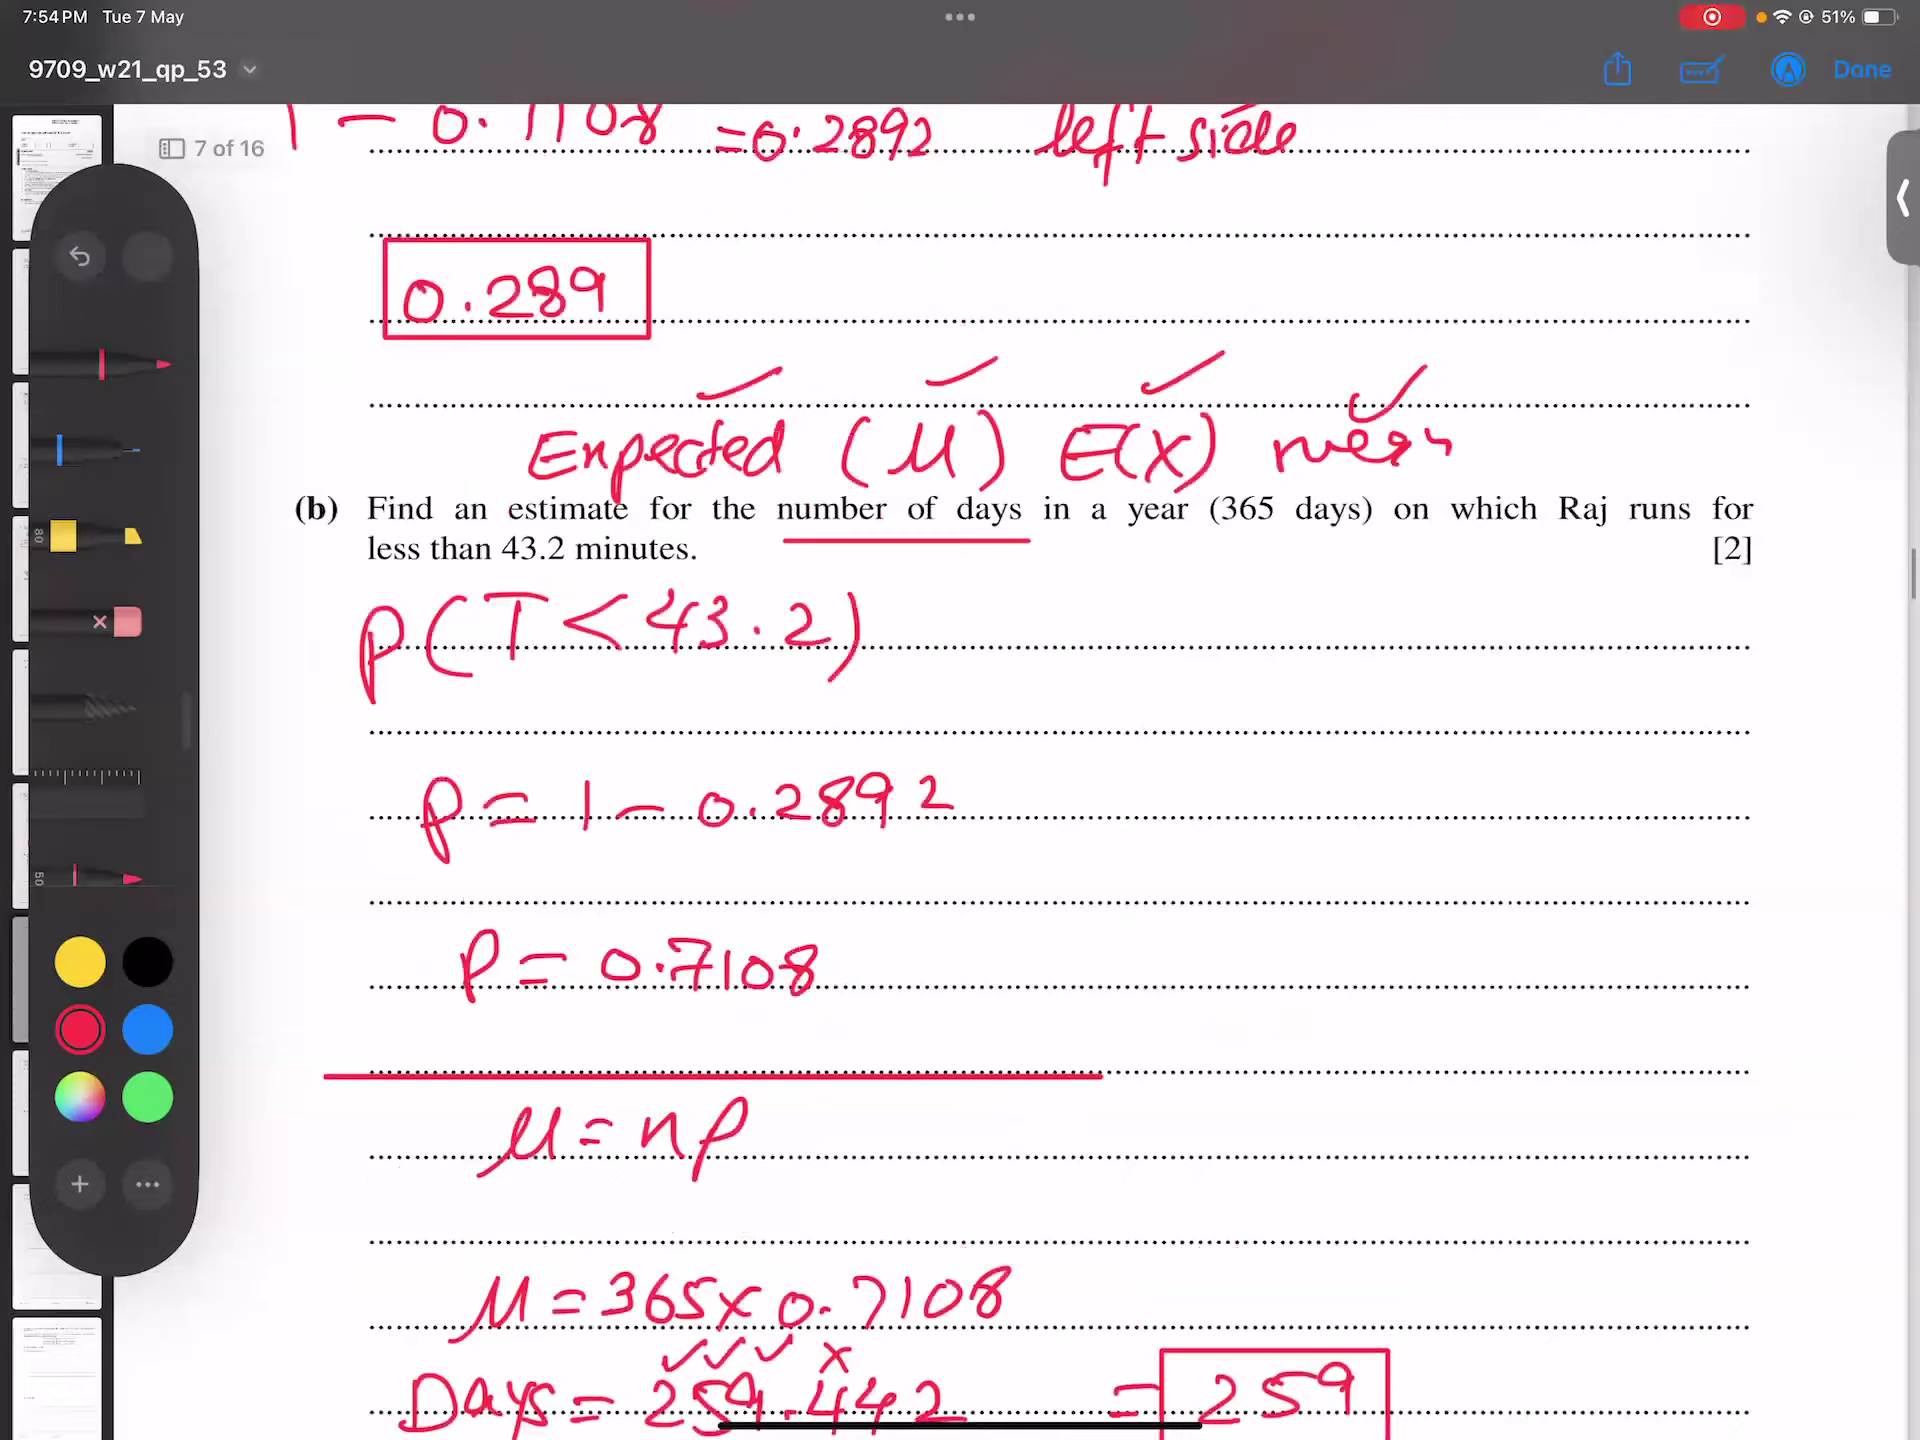 7:54 PM Tue 7 May
51%
9709_w21_qp_53
Done
7 of 16
1 - 0.7108 = 0.2892 left side
0.289
Expected (μ) E(X) mean
(b) Find an estimate for the number of days in a year (365 days) on which Raj runs for
less than 43.2 minutes. [2]
P(T < 43.2)
P = 1 - 0.2892
P = 0.7108
μ = np
μ = 365 x 0.7108
Days = 259.442 = 259
80
50